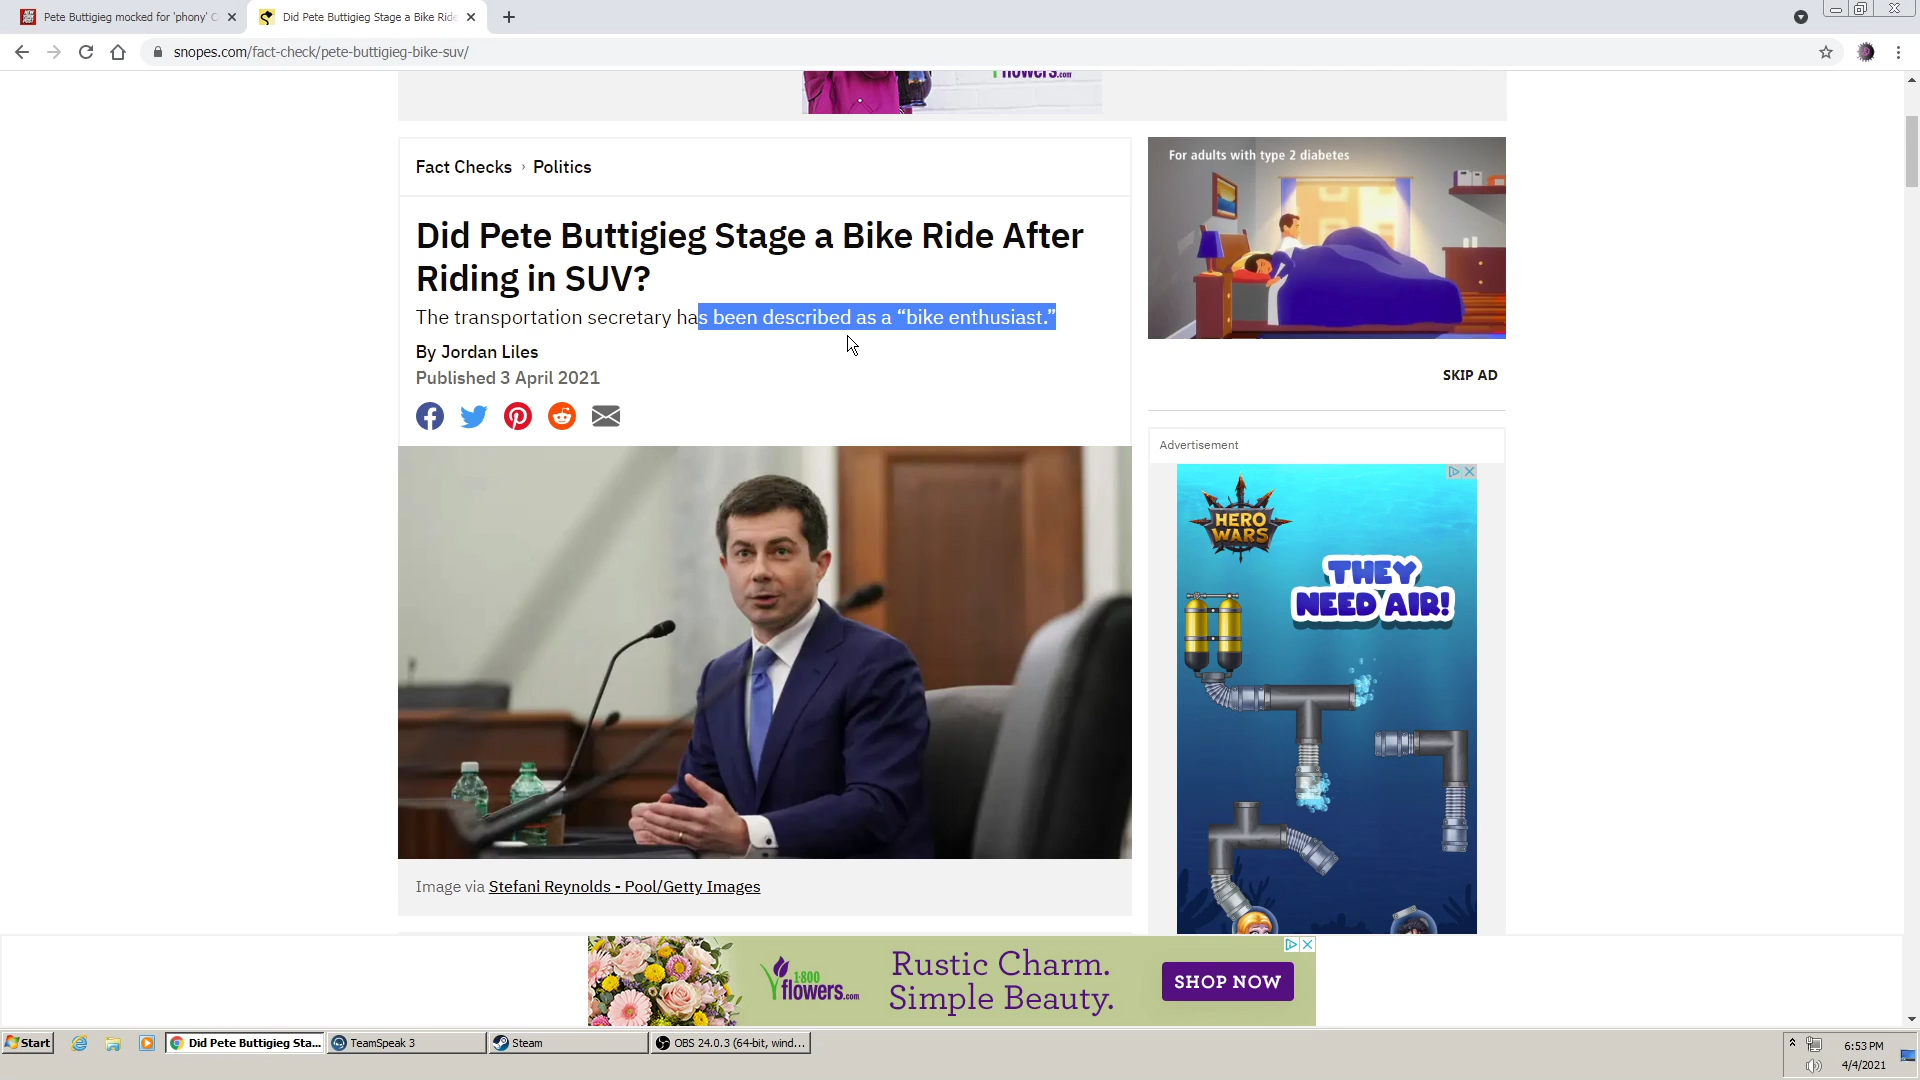 Pete Buttigieg mocked for 'phony' C
Did Pete Buttigieg Stage a Bike Ride
snopes.com/fact-check/pete-buttigieg-bike-suv/
flowers.com
Fact Checks › Politics
Did Pete Buttigieg Stage a Bike Ride After
Riding in SUV?
The transportation secretary has been described as a “bike enthusiast.”
By Jordan Liles
Published 3 April 2021
Image via Stefani Reynolds - Pool/Getty Images
For adults with type 2 diabetes
SKIP AD
Advertisement
HERO
WARS
THEY
NEED AIR!
1-800
flowers.com
Rustic Charm.
Simple Beauty.
SHOP NOW
Start
Did Pete Buttigieg Sta...
TeamSpeak 3
Steam
OBS 24.0.3 (64-bit, wind...
6:53 PM
4/4/2021